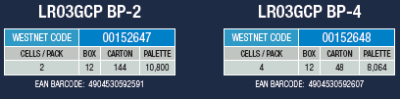 LR03GCP BP-2
WESTNET CODE 00152647
CELLS / PACK BOX CARTON PALETTE
2 12 144 10,800
EAN BARCODE: 4904530592591
LR03GCP BP-4
WESTNET CODE 00152648
CELLS / PACK BOX CARTON PALETTE
4 12 48 8,064
EAN BARCODE: 4904530592607